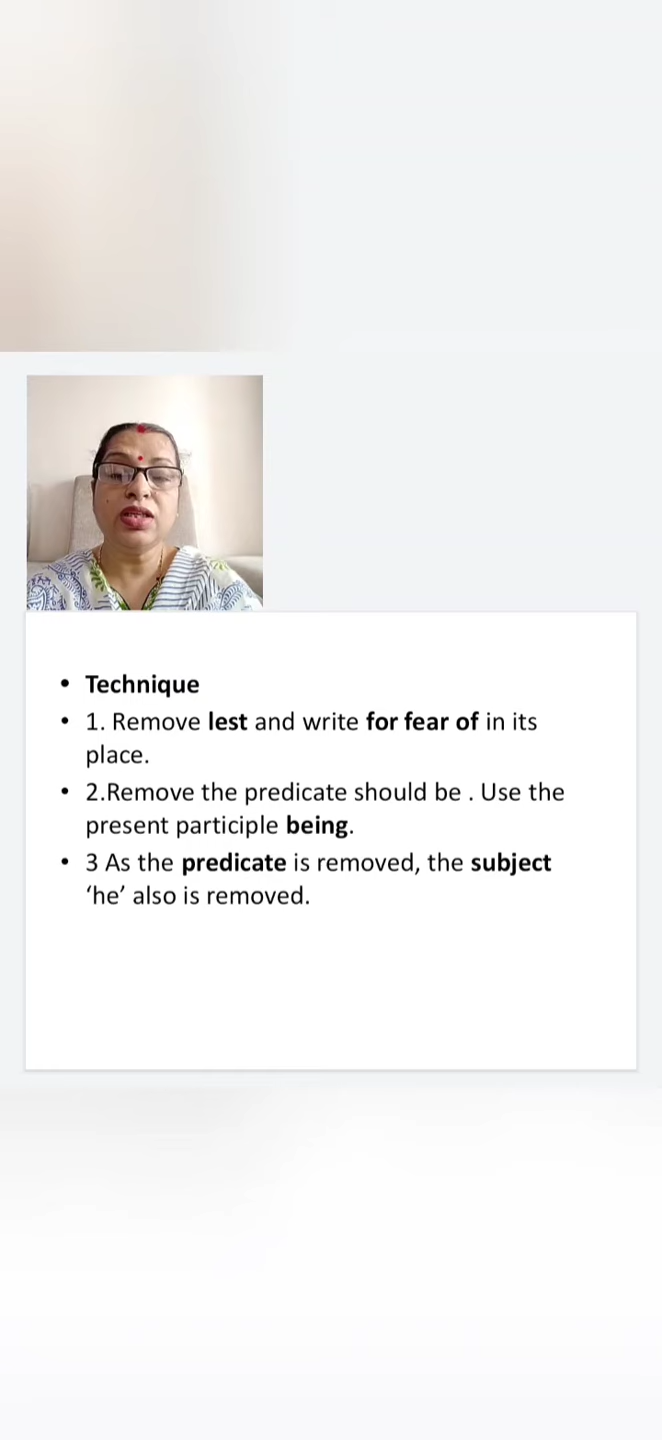 • Technique
• 1. Remove lest and write for fear of in its
place.
• 2.Remove the predicate should be . Use the
present participle being.
• 3 As the predicate is removed, the subject
‘he’ also is removed.